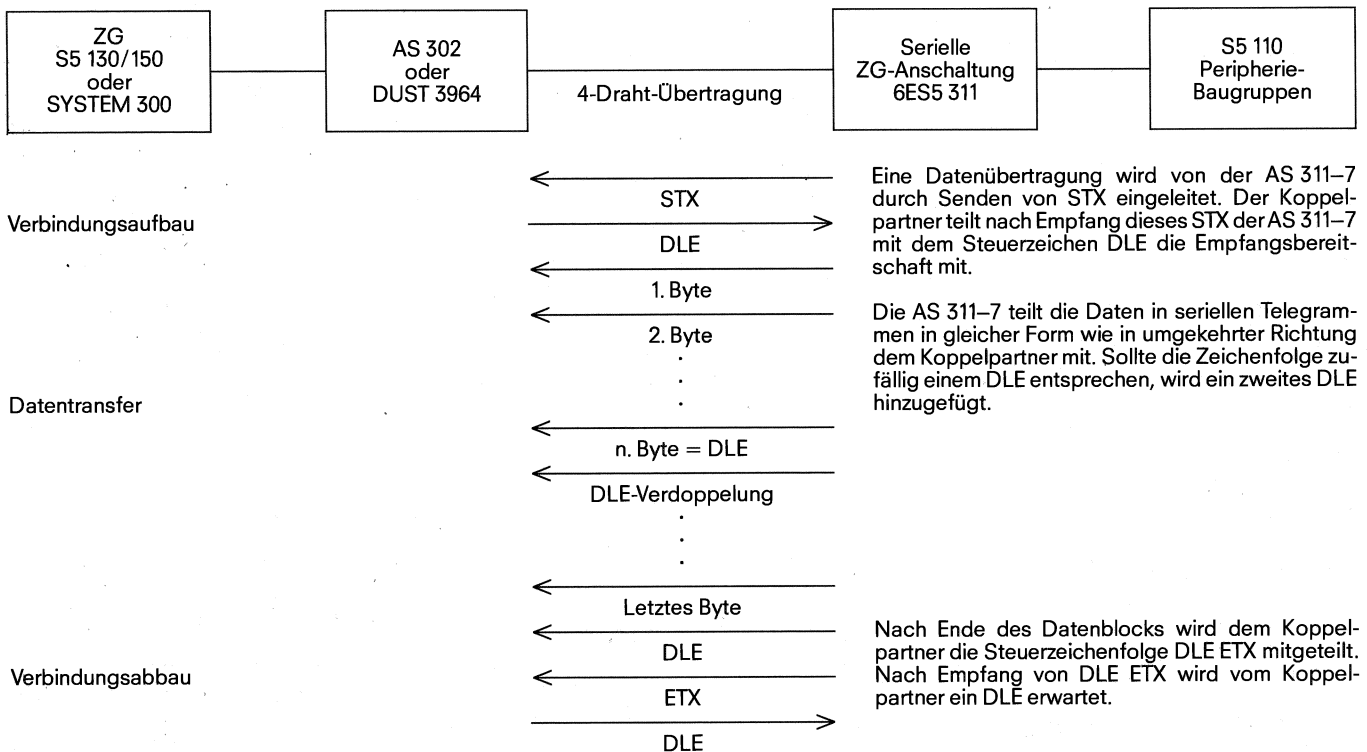 ZG
S5 130/150
oder
SYSTEM 300
AS 302
oder
DUST 3964
4-Draht-Übertragung
Serielle
ZG-Anschaltung
6ES5 311
S5 110
Peripherie-
Baugruppen
Verbindungsaufbau
STX
DLE
1. Byte
Eine Datenübertragung wird von der AS 311–7
durch Senden von STX eingeleitet. Der Koppel-
partner teilt nach Empfang dieses STX der AS 311–7
mit dem Steuerzeichen DLE die Empfangsbereit-
schaft mit.
2. Byte
.
.
.
Datentransfer
n. Byte = DLE
DLE-Verdoppelung
.
.
.
Die AS 311–7 teilt die Daten in seriellen Telegram-
men in gleicher Form wie in umgekehrter Richtung
dem Koppelpartner mit. Sollte die Zeichenfolge zu-
fällig einem DLE entsprechen, wird ein zweites DLE
hinzugefügt.
Letztes Byte
DLE
Verbindungsabbau
ETX
DLE
Nach Ende des Datenblocks wird dem Koppel-
partner die Steuerzeichenfolge DLE ETX mitgeteilt.
Nach Empfang von DLE ETX wird vom Koppel-
partner ein DLE erwartet.